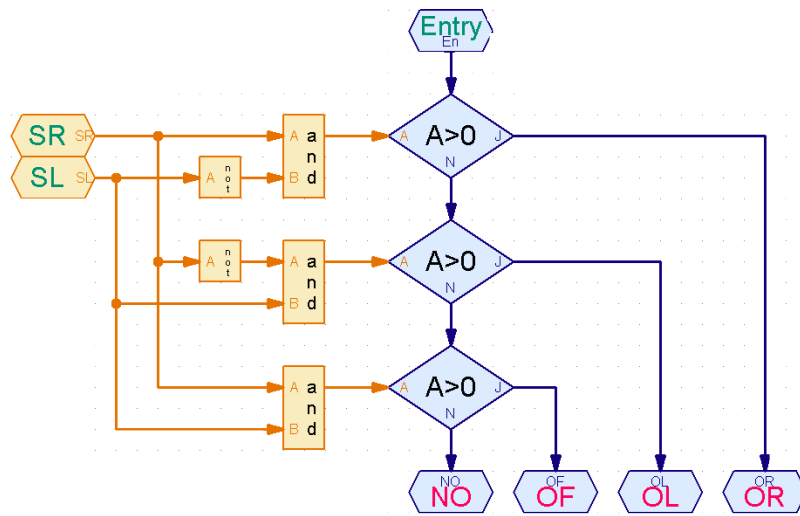 Entry
En
SR SR
A and
A>0
A J
N
SL SL
A not
B
A not
A and
A>0
A J
N
B
A and
A>0
A J
N
B
NO
NO
OF
OF
OL
OL
OR
OR